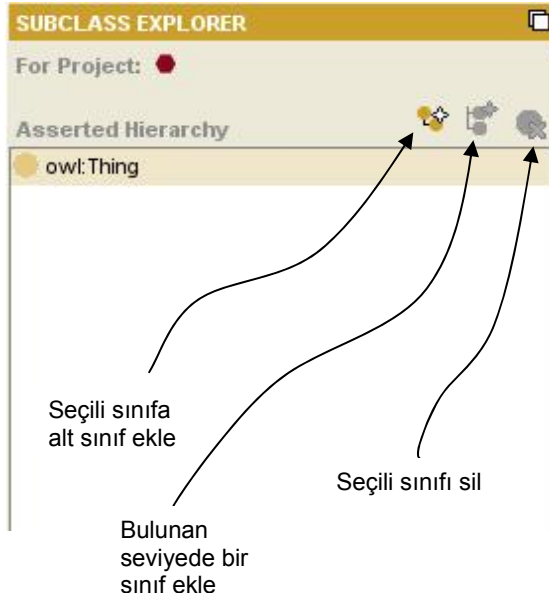 SUBCLASS EXPLORER
For Project:
Asserted Hierarchy
owl:Thing
Seçili sınıfa
alt sınıf ekle
Seçili sınıfı sil
Bulunan
seviyede bir
sınıf ekle